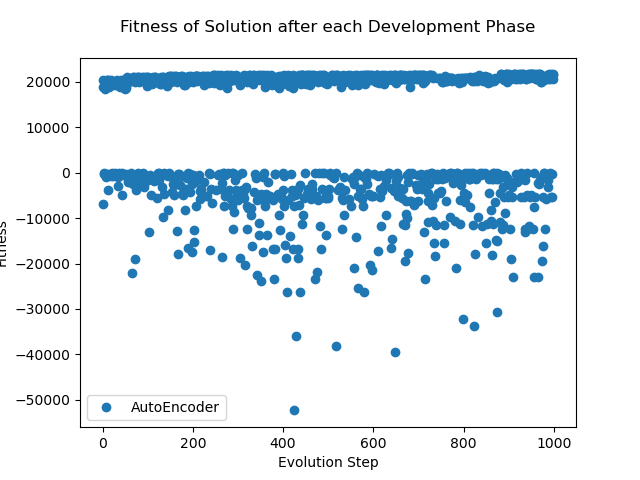 Fitness of Solution after each Development Phase
20000
10000
0
−10000
−20000
−30000
−40000
−50000
Fitness
AutoEncoder
0 200 400 600 800 1000
Evolution Step